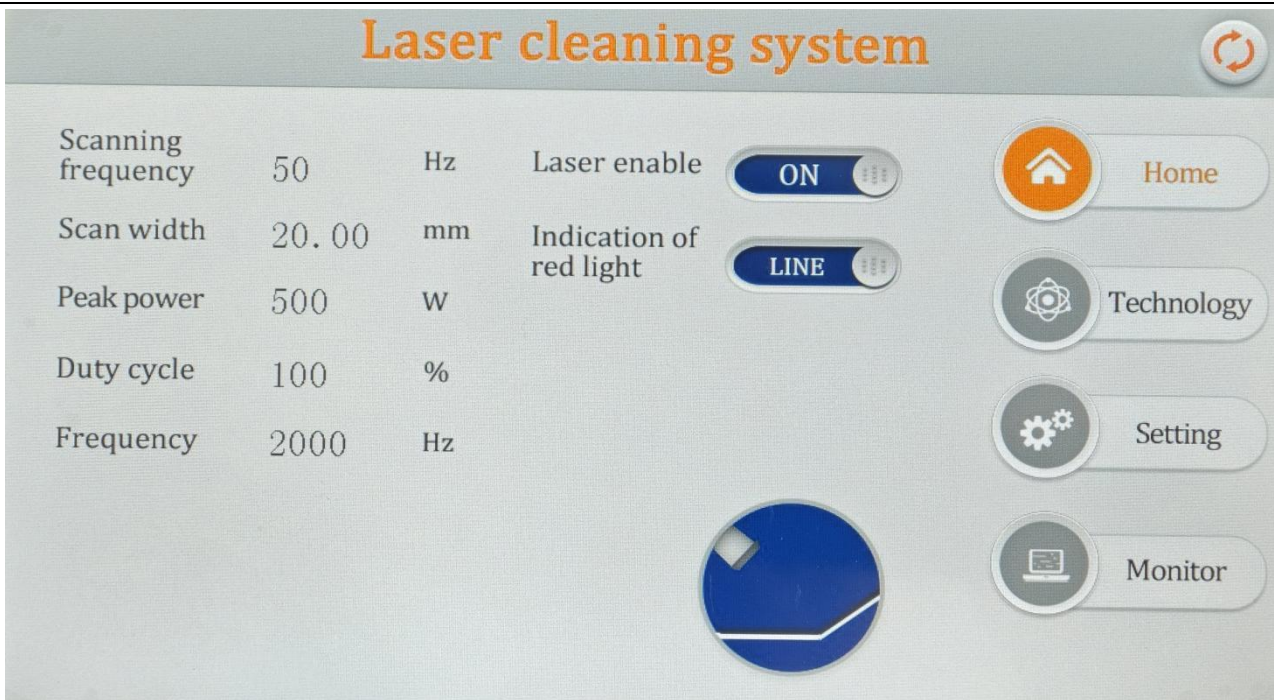 Laser cleaning system
Scanning
frequency 50 Hz
Laser enable ON
Home
Scan width 20.00 mm
Indication of
red light LINE
Peak power 500 W
Technology
Duty cycle 100 %
Frequency 2000 Hz
Setting
Monitor